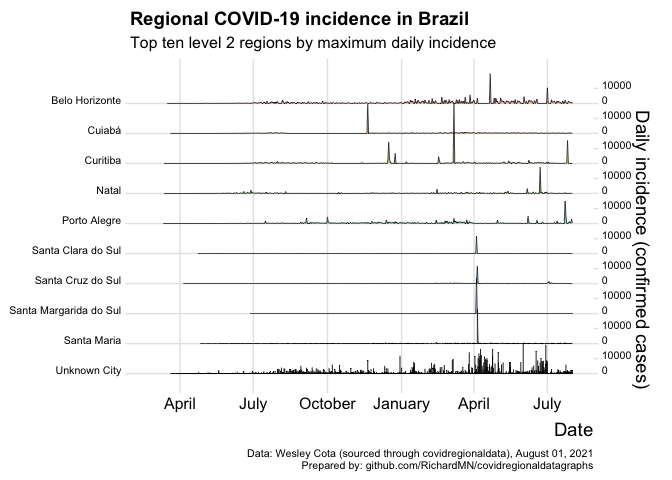 Regional COVID-19 incidence in Brazil
Top ten level 2 regions by maximum daily incidence
Belo Horizonte
10000
0
Cuiabá
10000
0
Curitiba
10000
0
Natal
10000
0
Porto Alegre
10000
0
Santa Clara do Sul
10000
0
Santa Cruz do Sul
10000
0
Santa Margarida do Sul
10000
0
Santa Maria
10000
0
Unknown City
10000
0
Daily incidence (confirmed cases)
April July October January April July
Date
Data: Wesley Cota (sourced through covidregionaldata), August 01, 2021
Prepared by: github.com/RichardMN/covidregionaldatagraphs